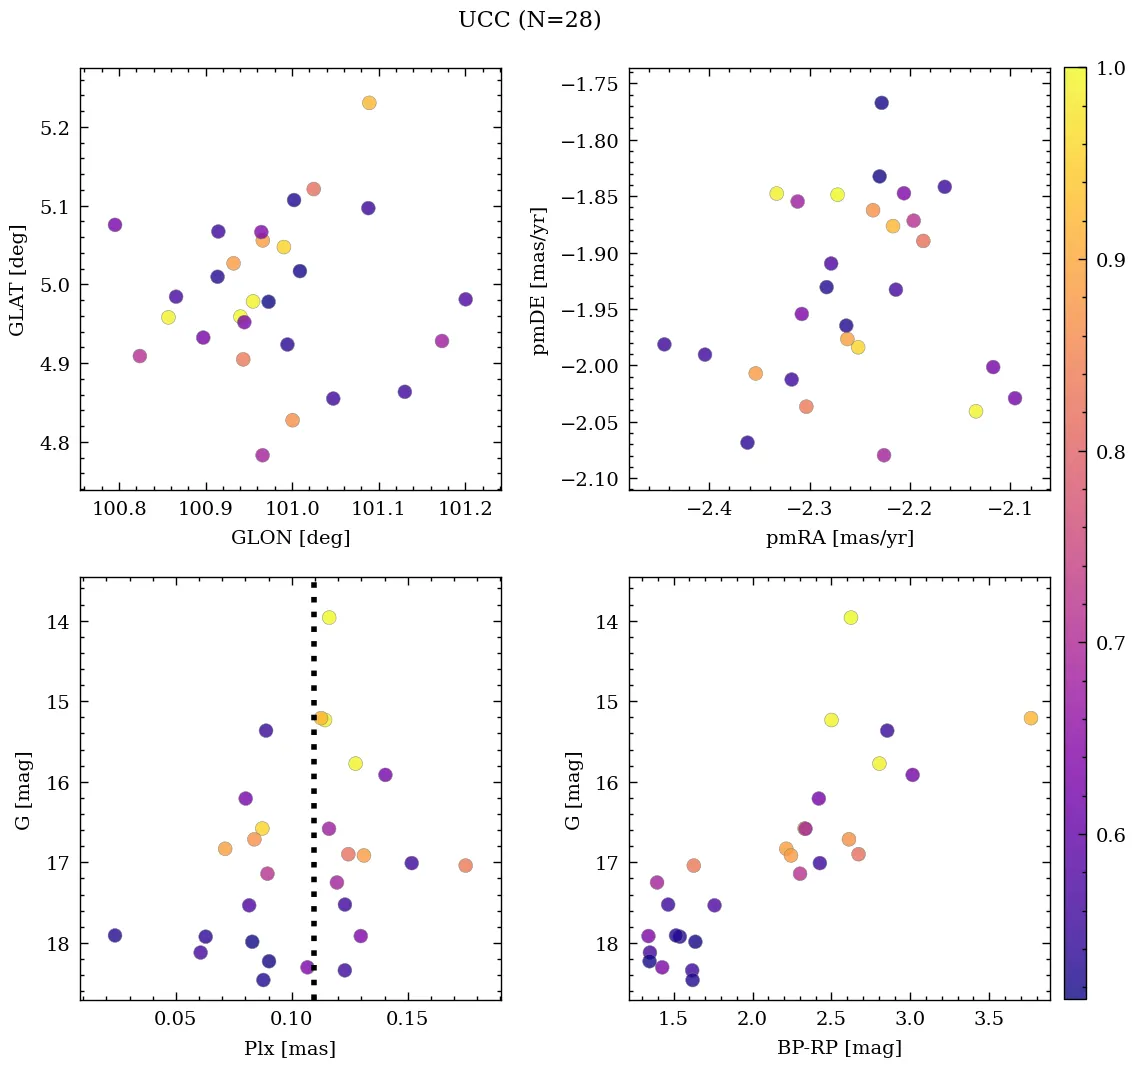 UCC (N=28)
5.2
5.1
5.0
4.9
4.8
GLAT [deg]
100.8 100.9 101.0 101.1 101.2
GLON [deg]
−1.75
−1.80
−1.85
−1.90
−1.95
−2.00
−2.05
−2.10
pmDE [mas/yr]
−2.4 −2.3 −2.2 −2.1
pmRA [mas/yr]
1.0
0.9
0.8
0.7
0.6
14
15
16
17
18
G [mag]
0.05 0.10 0.15
Plx [mas]
14
15
16
17
18
G [mag]
1.5 2.0 2.5 3.0 3.5
BP-RP [mag]